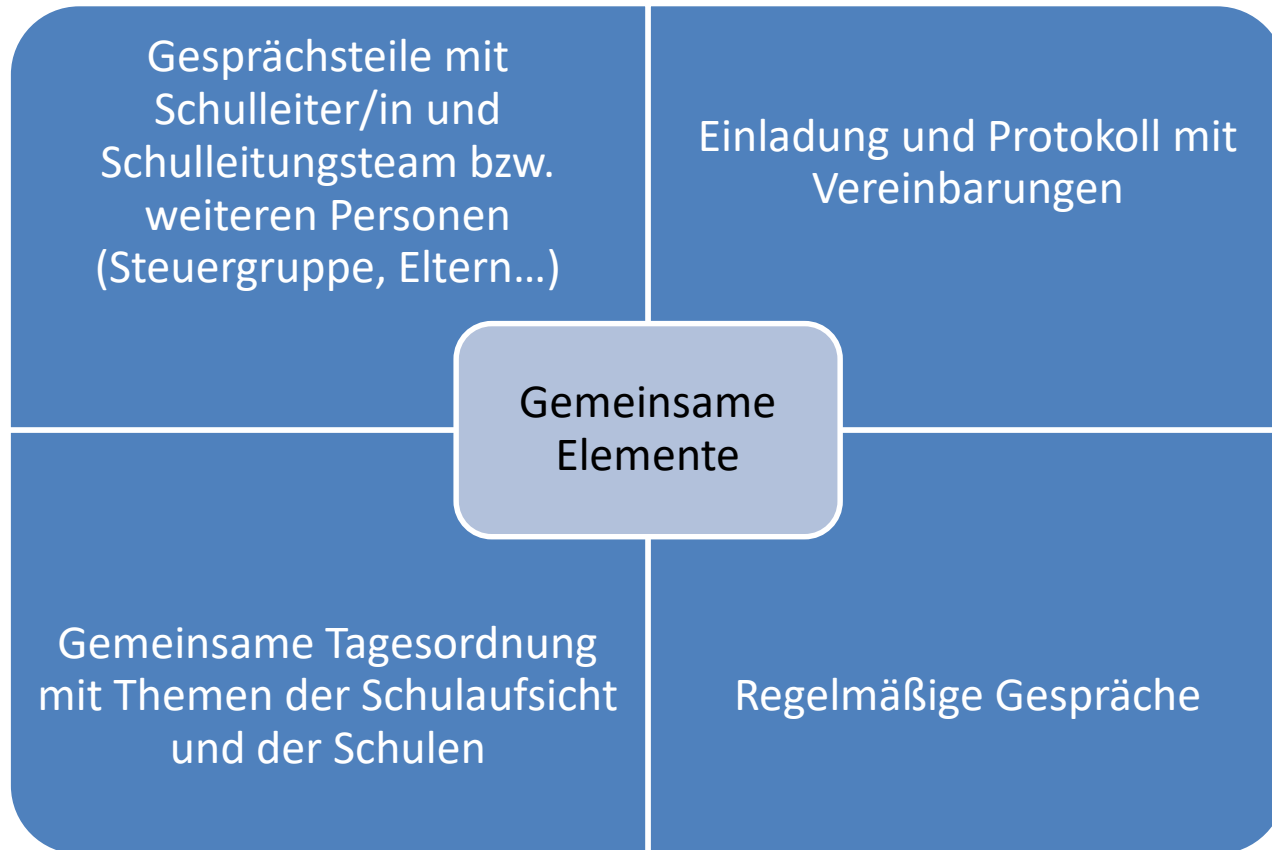 Gesprächsteile mit
Schulleiter/in und
Schulleitungsteam bzw.
weiteren Personen
(Steuergruppe, Eltern…)
Einladung und Protokoll mit
Vereinbarungen
Gemeinsame
Elemente
Gemeinsame Tagesordnung
mit Themen der Schulaufsicht
und der Schulen
Regelmäßige Gespräche